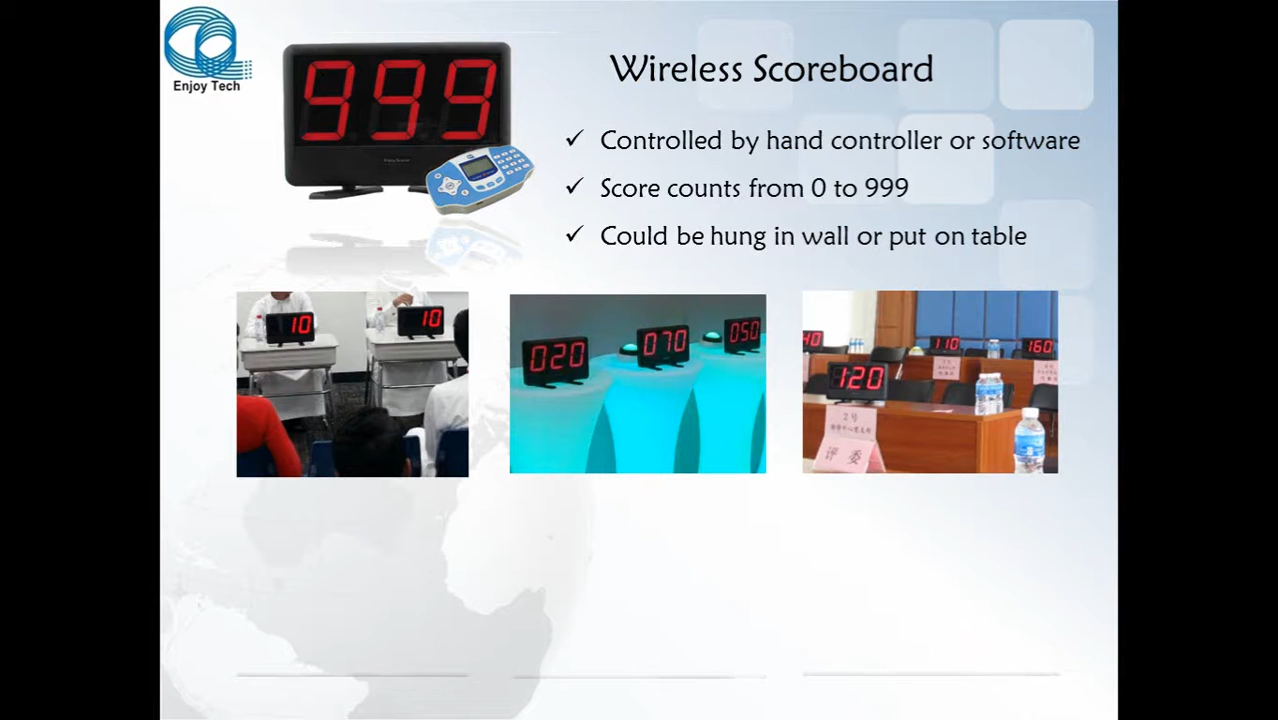 Enjoy Tech
999
Wireless Scoreboard
✓ Controlled by hand controller or software
✓ Score counts from 0 to 999
✓ Could be hung in wall or put on table
10
10
020
070
050
40
110
160
120
2号
评委